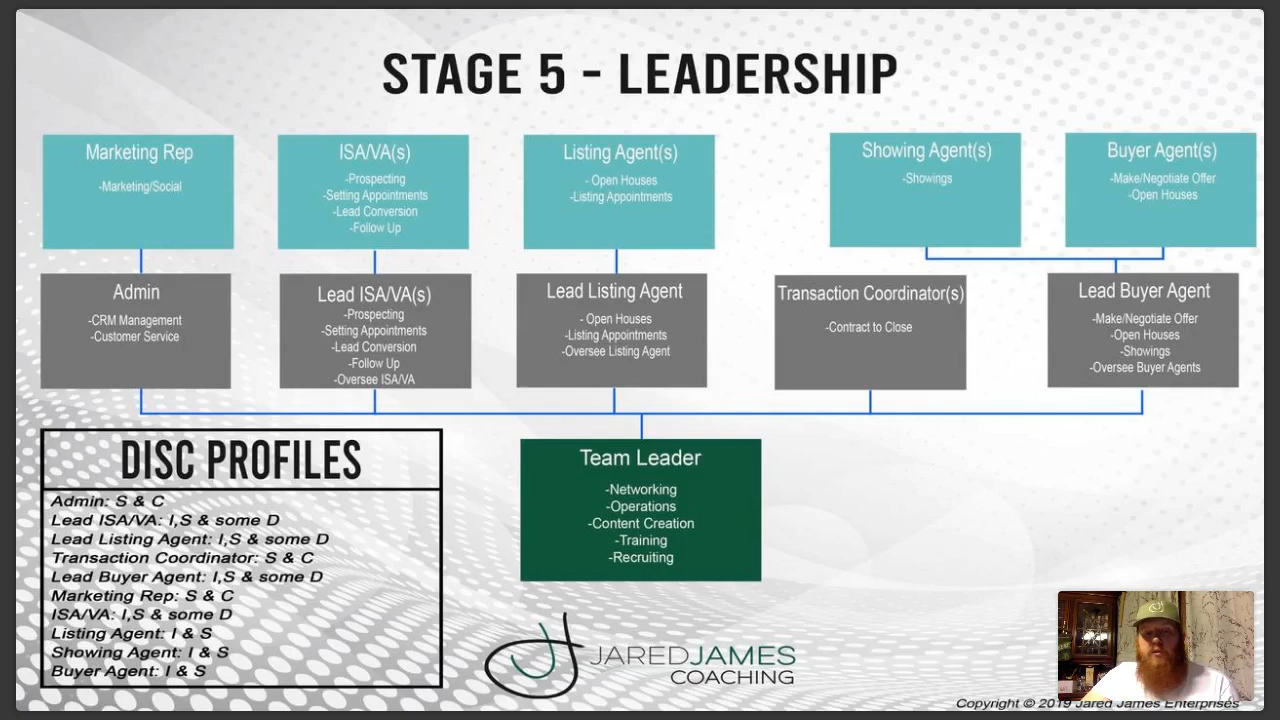 STAGE 5 - LEADERSHIP
Marketing Rep
-Marketing/Social
ISA/VA(s)
-Prospecting
-Setting Appointments
-Lead Conversion
-Follow Up
Listing Agent(s)
- Open Houses
-Listing Appointments
Showing Agent(s)
-Showings
Buyer Agent(s)
-Make/Negotiate Offer
-Open Houses
Admin
-CRM Management
-Customer Service
Lead ISA/VA(s)
-Prospecting
-Setting Appointments
-Lead Conversion
-Follow Up
-Oversee ISA/VA
Lead Listing Agent
- Open Houses
-Listing Appointments
-Oversee Listing Agent
Transaction Coordinator(s)
-Contract to Close
Lead Buyer Agent
-Make/Negotiate Offer
-Open Houses
-Showings
-Oversee Buyer Agents
Team Leader
-Networking
-Operations
-Content Creation
-Training
-Recruiting
DISC PROFILES
Admin: S & C
Lead ISA/VA: I,S & some D
Lead Listing Agent: I,S & some D
Transaction Coordinator: S & C
Lead Buyer Agent: I,S & some D
Marketing Rep: S & C
ISA/VA: I,S & some D
Listing Agent: I & S
Showing Agent: I & S
Buyer Agent: I & S
JAREDJAMES
COACHING
Copyright © 2019 Jared James Enterprises